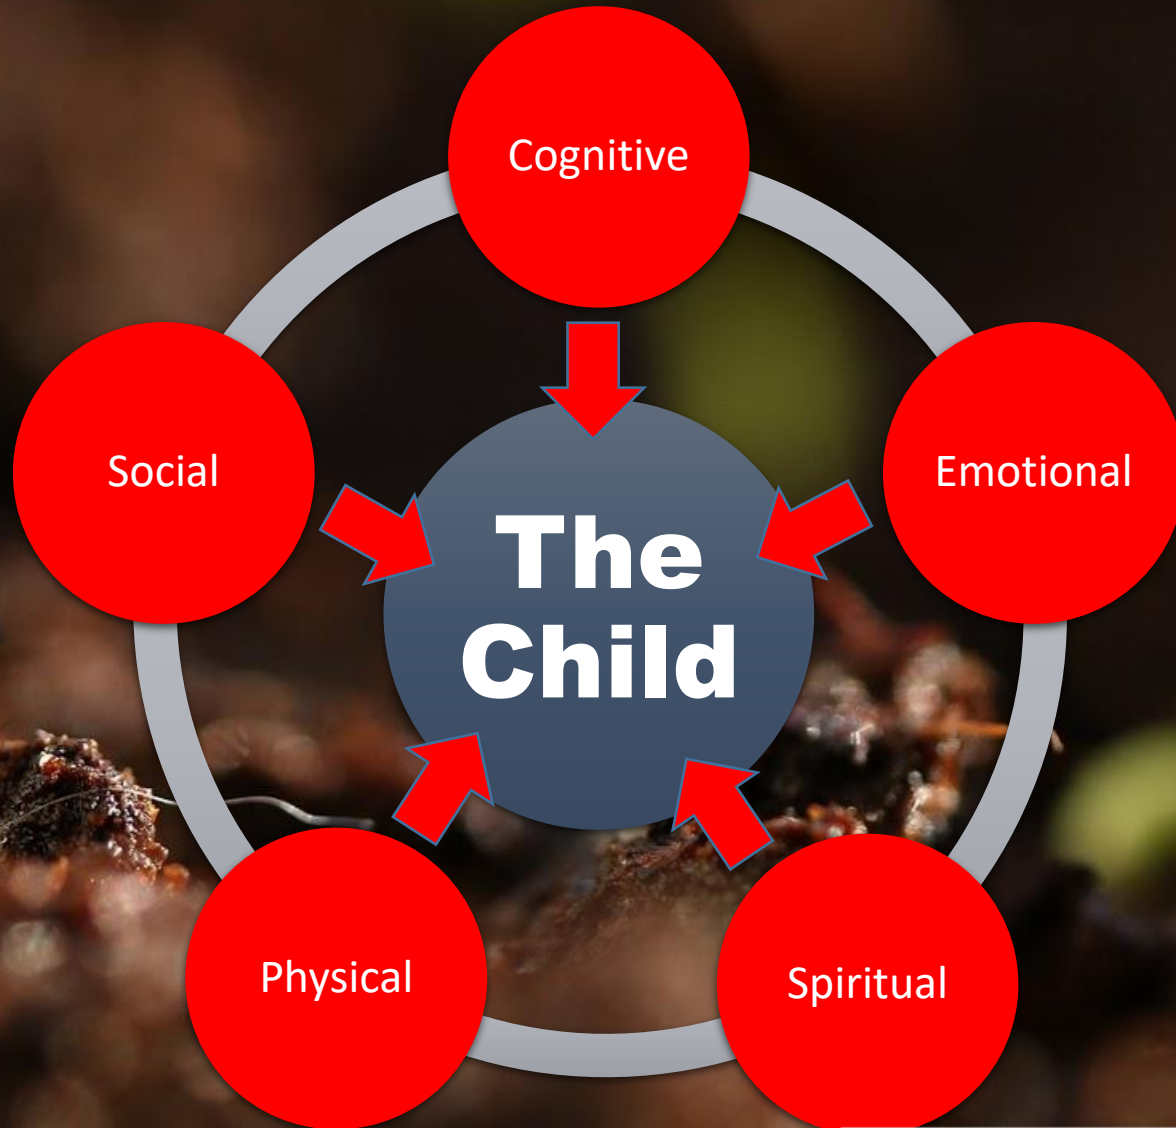 Cognitive
Social
Emotional
The
Child
Physical
Spiritual